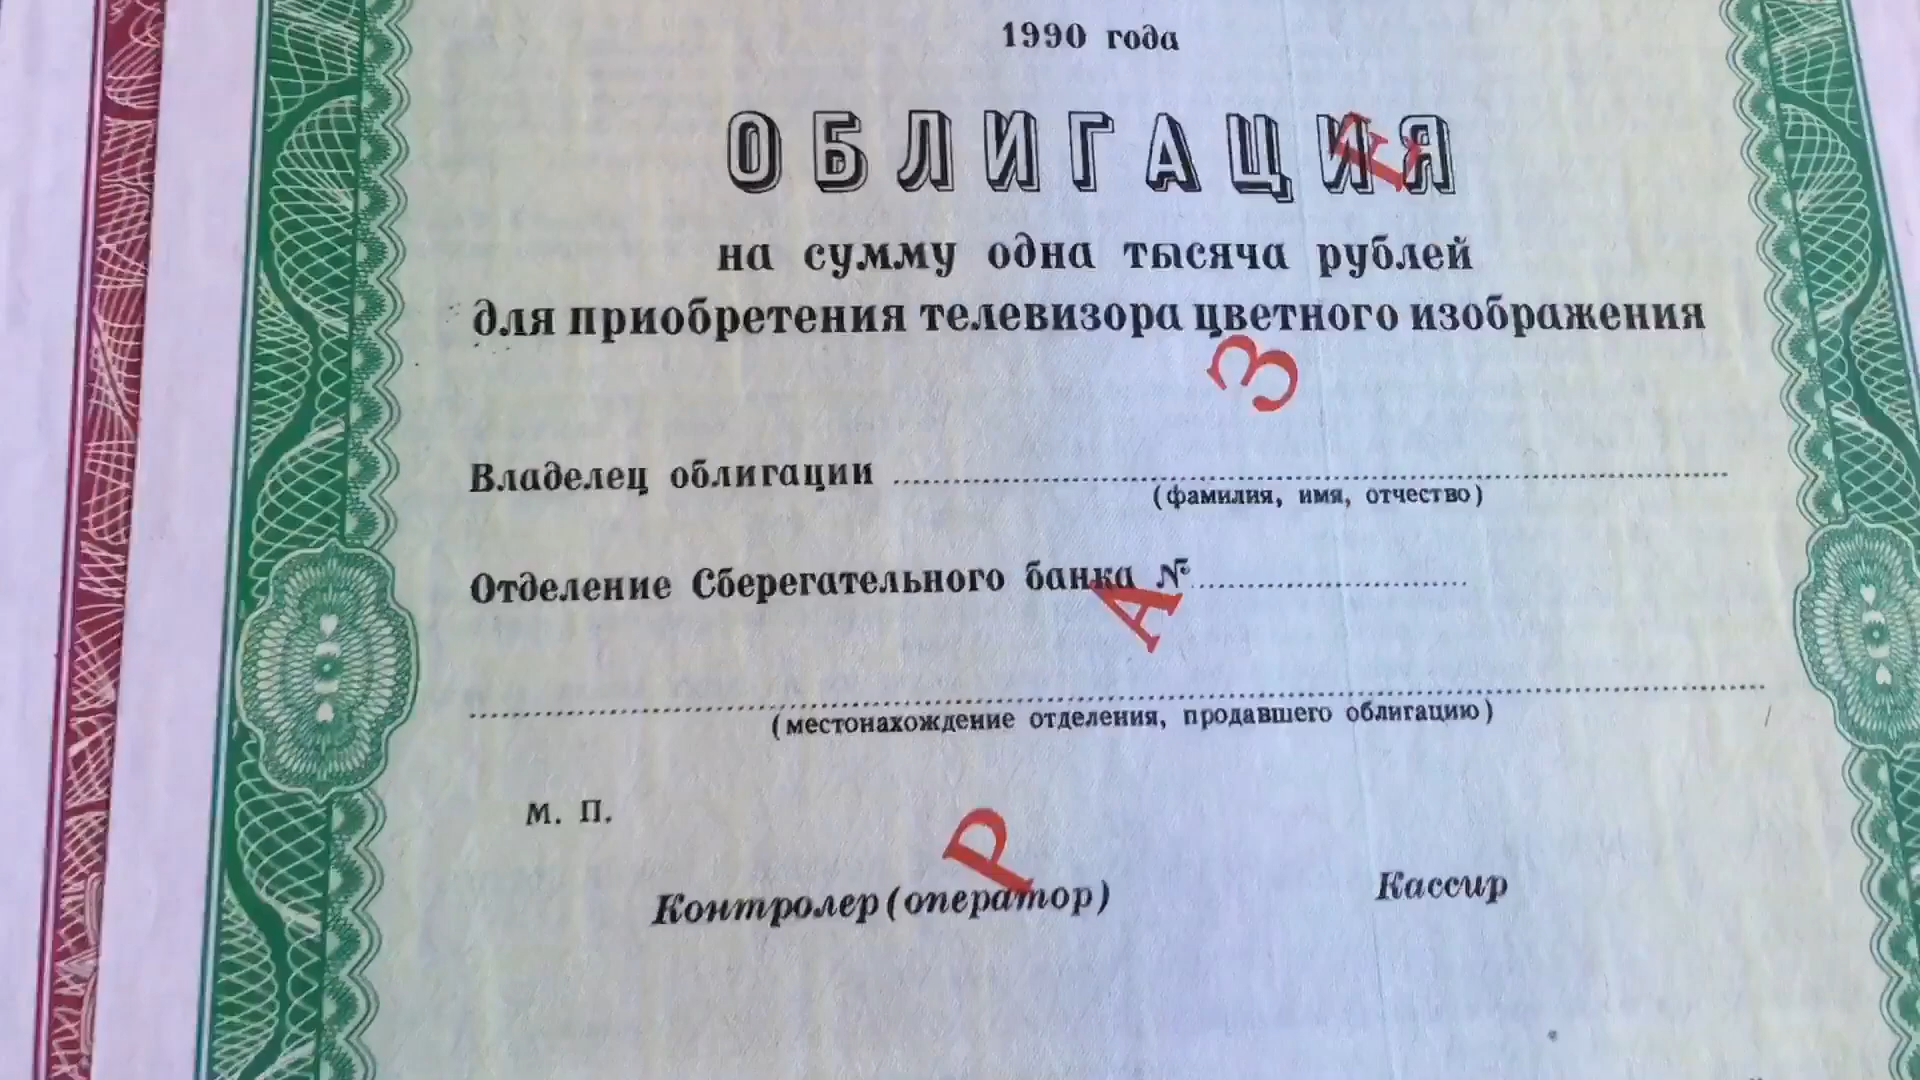 1990 года
ОБЛИГАЦИЯ
на сумму одна тысяча рублей
для приобретения телевизора цветного изображения
Владелец облигации
(фамилия, имя, отчество)
Отделение Сберегательного банка №
(местонахождение отделения, продавшего облигацию)
М. П.
Контролер (оператор)
Кассир